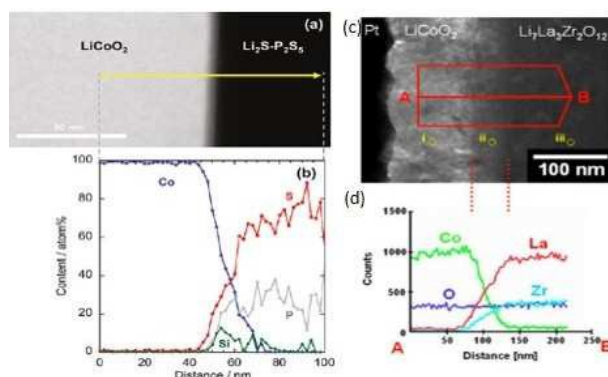 (a)
LiCoO₂
Li₂S-P₂S₅
(b)
100
80
60
40
20
0
Content / atom%
Co
S
P
Si
0 20 40 60 80 100
Distance / nm
(c)
Pt
LiCoO₂
Li₇La₃Zr₂O₁₂
A
B
i
ii
iii
100 nm
(d)
1500
1000
500
0
Counts
Co
La
O
Zr
0 50 100 150 200 250
A
Distance [nm]
B